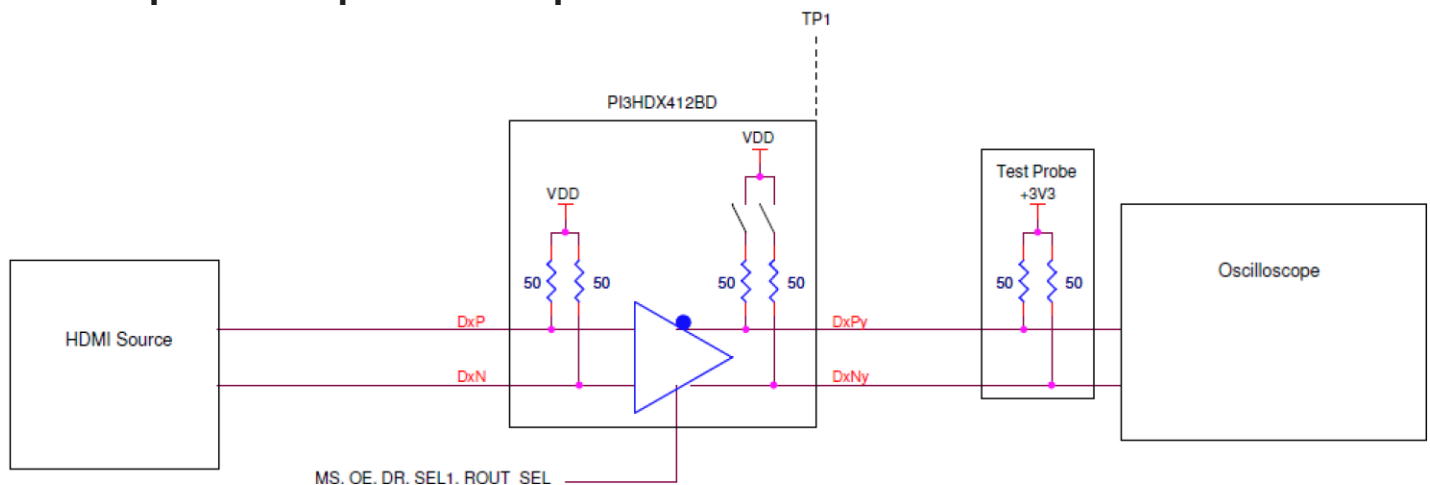 TP1
PI3HDX412BD
VDD
VDD
Test Probe
+3V3
50
50
50
50
50
50
Oscilloscope
HDMI Source
DxP
DxPy
DxN
DxNy
MS, OE, DR, SEL1, ROUT_SEL